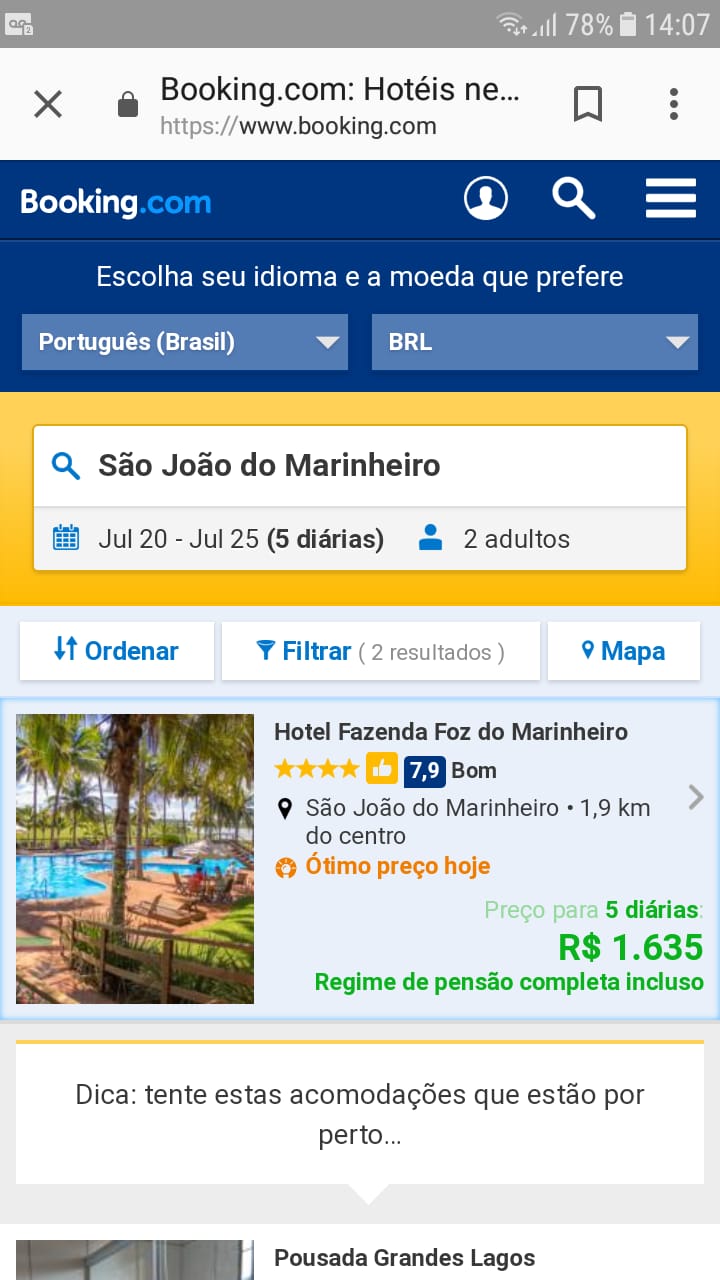 78% 14:07
Booking.com: Hotéis ne...
https://www.booking.com
Booking.com
Escolha seu idioma e a moeda que prefere
Português (Brasil) BRL
São João do Marinheiro
Jul 20 - Jul 25 (5 diárias) 2 adultos
Ordenar Filtrar ( 2 resultados ) Mapa
Hotel Fazenda Foz do Marinheiro
7,9 Bom
São João do Marinheiro • 1,9 km
do centro
Ótimo preço hoje
Preço para 5 diárias:
R$ 1.635
Regime de pensão completa incluso
Dica: tente estas acomodações que estão por
perto...
Pousada Grandes Lagos